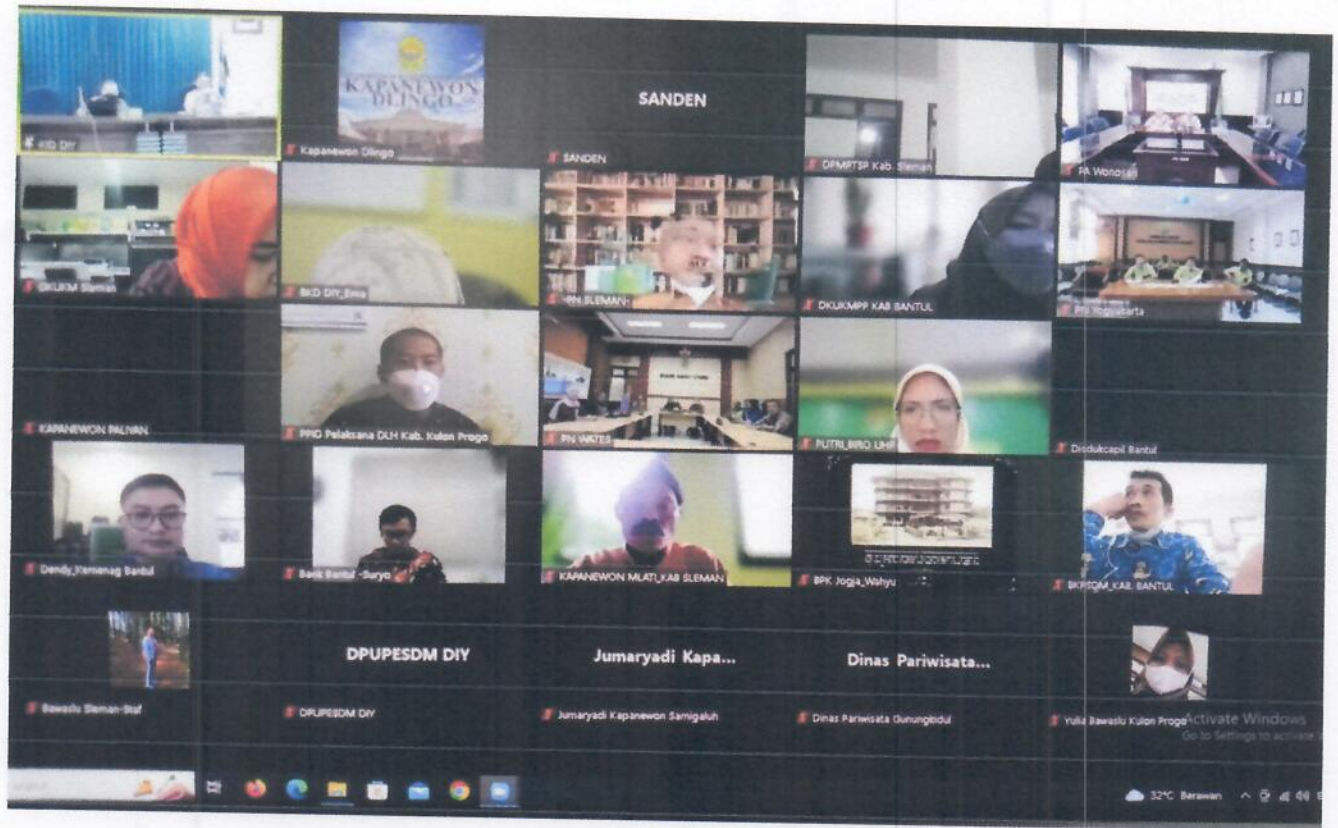 KAPANEWON
DLINGO
SANDEN
KID DIY
Kapanewon Dlingo
SANDEN
DPMPTSP Kab. Sleman
PA Wonosari
DKUKM Sleman
BKD DIY_Erna
-PN SLEMAN-
DKUKMPP KAB BANTUL
PN Yogyakarta
KAPANEWON PALIYAN
PPID Pelaksana DLH Kab. Kulon Progo
PN WATES
PUTRI_BIRO UHP
Disdukcapil Bantul
Dendy_Kemenag Bantul
Bank Bantul -Suryo
KAPANEWON MLATI_KAB SLEMAN
BPK Jogja_Wahyu
BKPSDM_KAB. BANTUL
DPUPESDM DIY
Jumaryadi Kapa...
Dinas Pariwisata...
Bawaslu Sleman-Staf
DPUPESDM DIY
Jumaryadi Kapanewon Samigaluh
Dinas Pariwisata Gunungkidul
Yulia Bawaslu Kulon Progo
Activate Windows
Go to Settings to activate
32°C Berawan